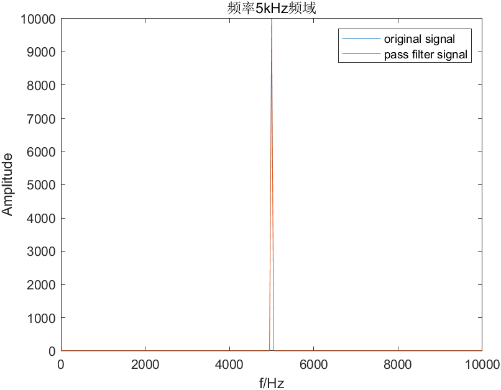 频率5kHz频域
original signal
pass filter signal
10000
9000
8000
7000
6000
5000
4000
3000
2000
1000
0
Amplitude
0 2000 4000 6000 8000 10000
f/Hz